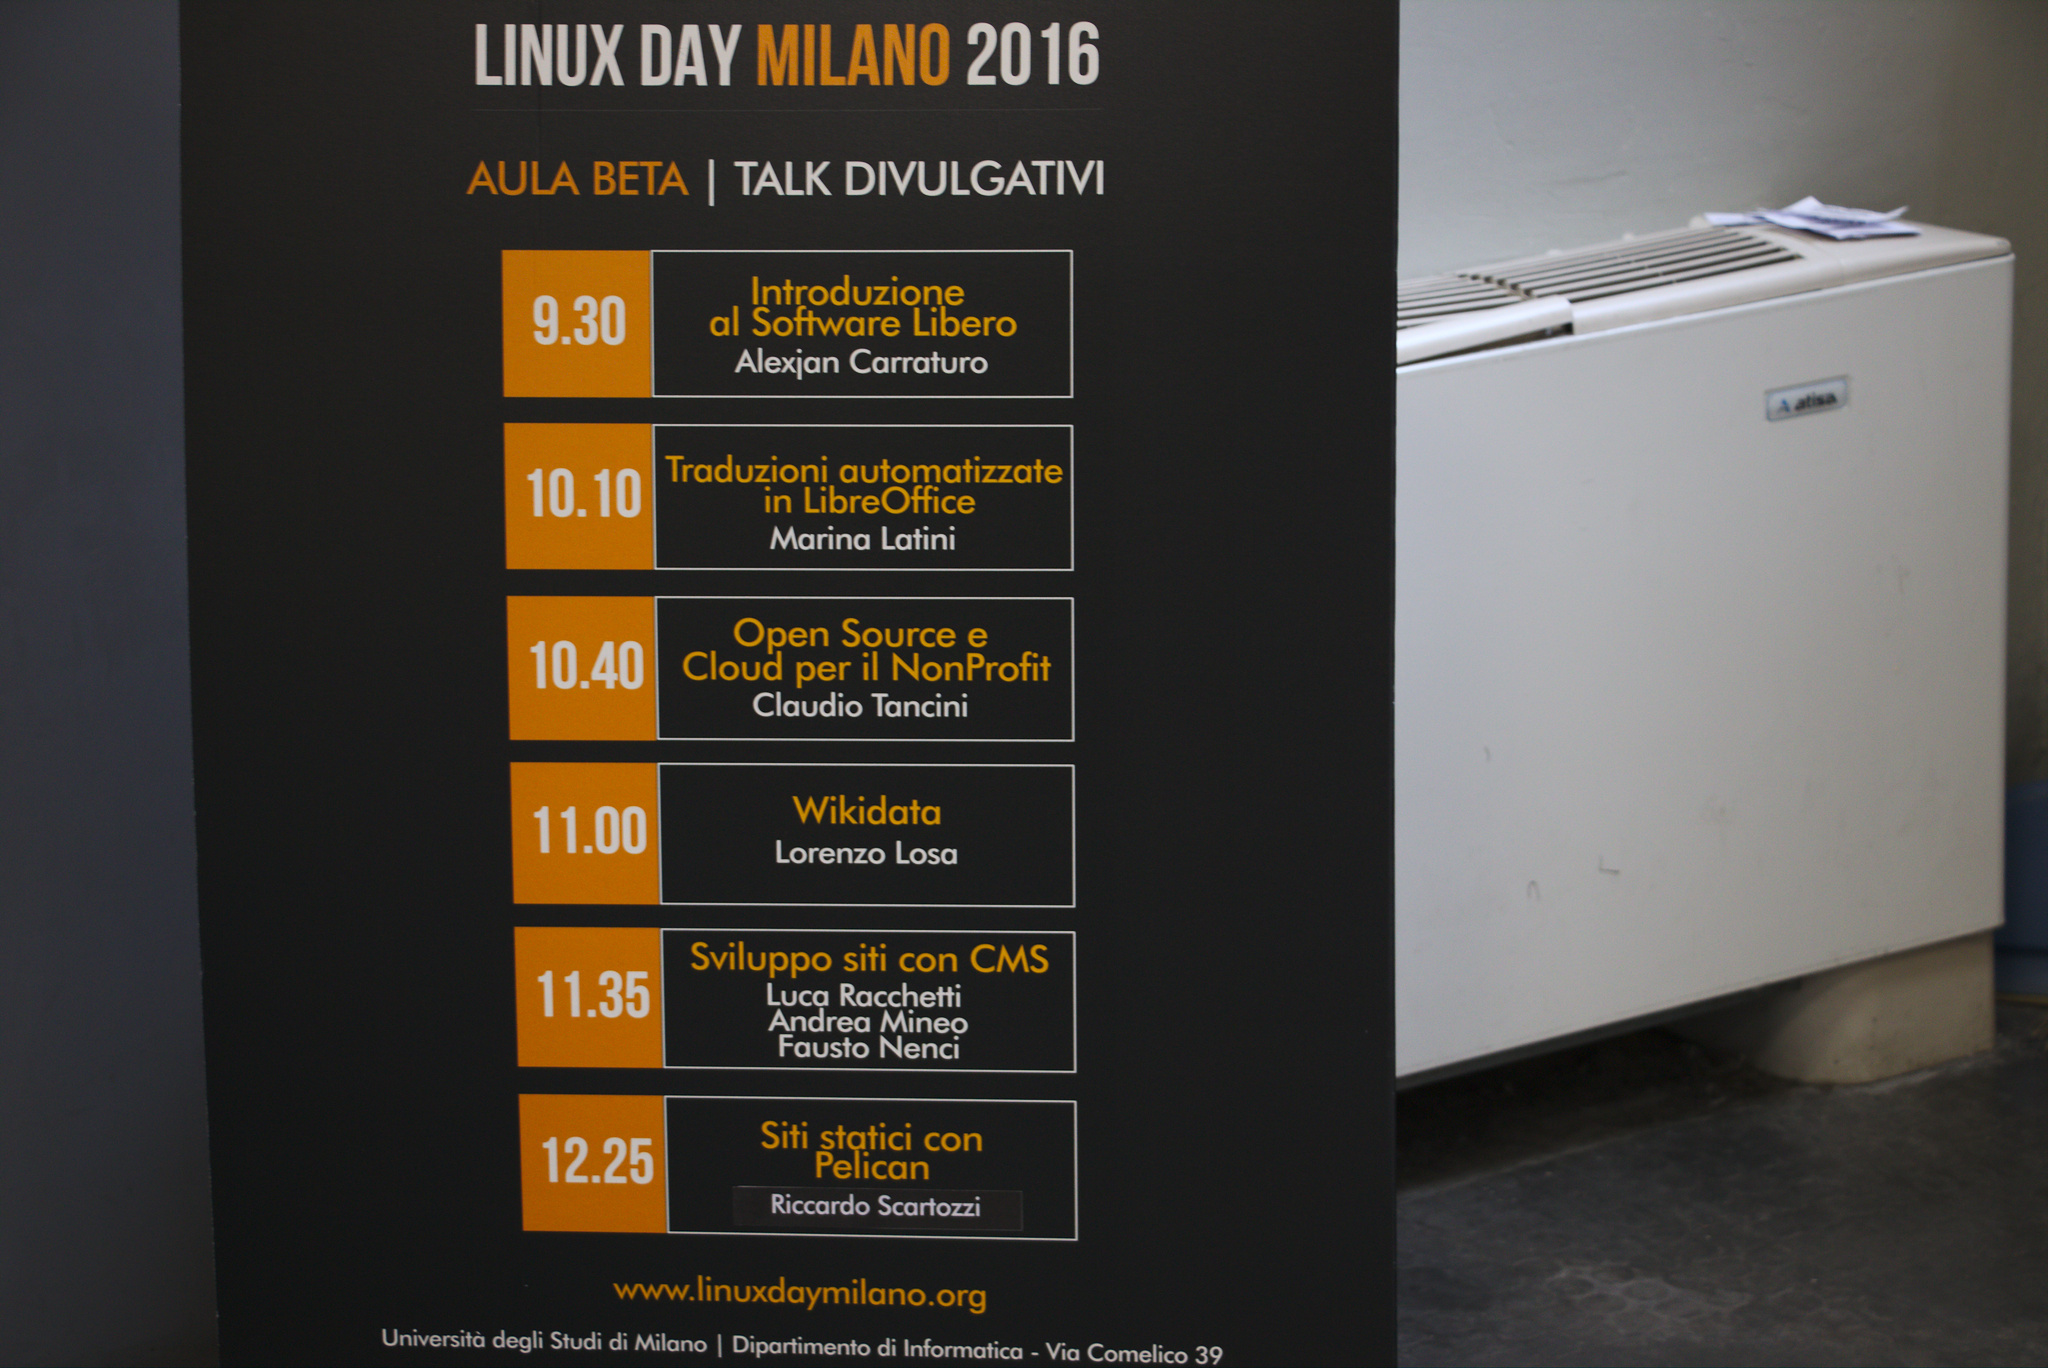 LINUX DAY MILANO 2016
AULA BETA | TALK DIVULGATIVI
9.30
Introduzione
al Software Libero
Alexjan Carraturo
10.10
Traduzioni automatizzate
in LibreOffice
Marina Latini
10.40
Open Source e
Cloud per il NonProfit
Claudio Tancini
11.00
Wikidata
Lorenzo Losa
11.35
Sviluppo siti con CMS
Luca Racchetti
Andrea Mineo
Fausto Nenci
12.25
Siti statici con
Pelican
Riccardo Scartozzi
www.linuxdaymilano.org
Università degli Studi di Milano | Dipartimento di Informatica - Via Comelico 39
atisa